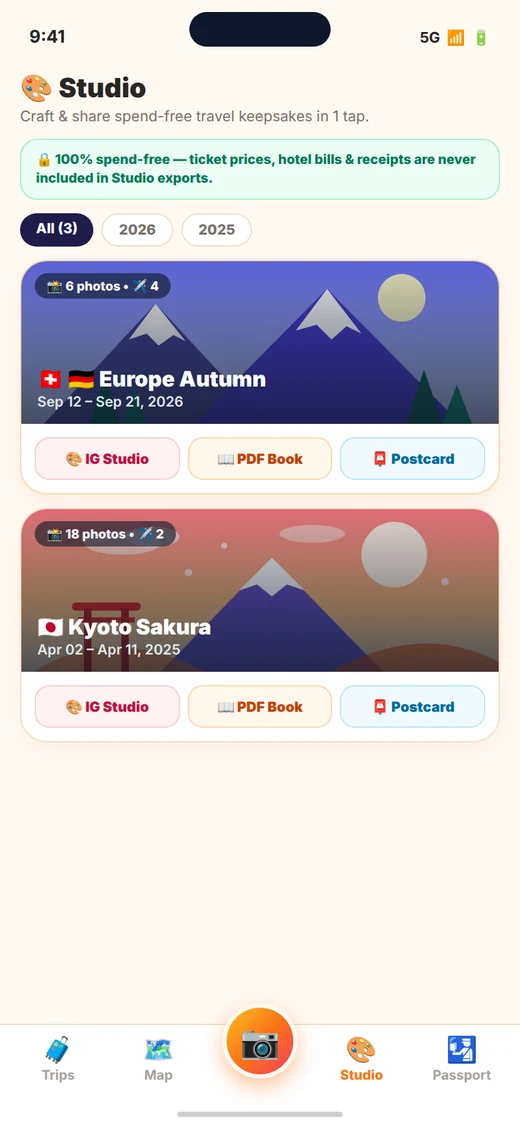 9:41
5G
🎨 Studio
Craft & share spend-free travel keepsakes in 1 tap.
🔒 100% spend-free — ticket prices, hotel bills & receipts are never
included in Studio exports.
All (3)
2026
2025
📸 6 photos • ✈️ 4
🇨🇭 🇩🇪 Europe Autumn
Sep 12 – Sep 21, 2026
🎨 IG Studio
📖 PDF Book
📮 Postcard
📸 18 photos • ✈️ 2
🇯🇵 Kyoto Sakura
Apr 02 – Apr 11, 2025
🎨 IG Studio
📖 PDF Book
📮 Postcard
Trips
Map
Studio
Passport